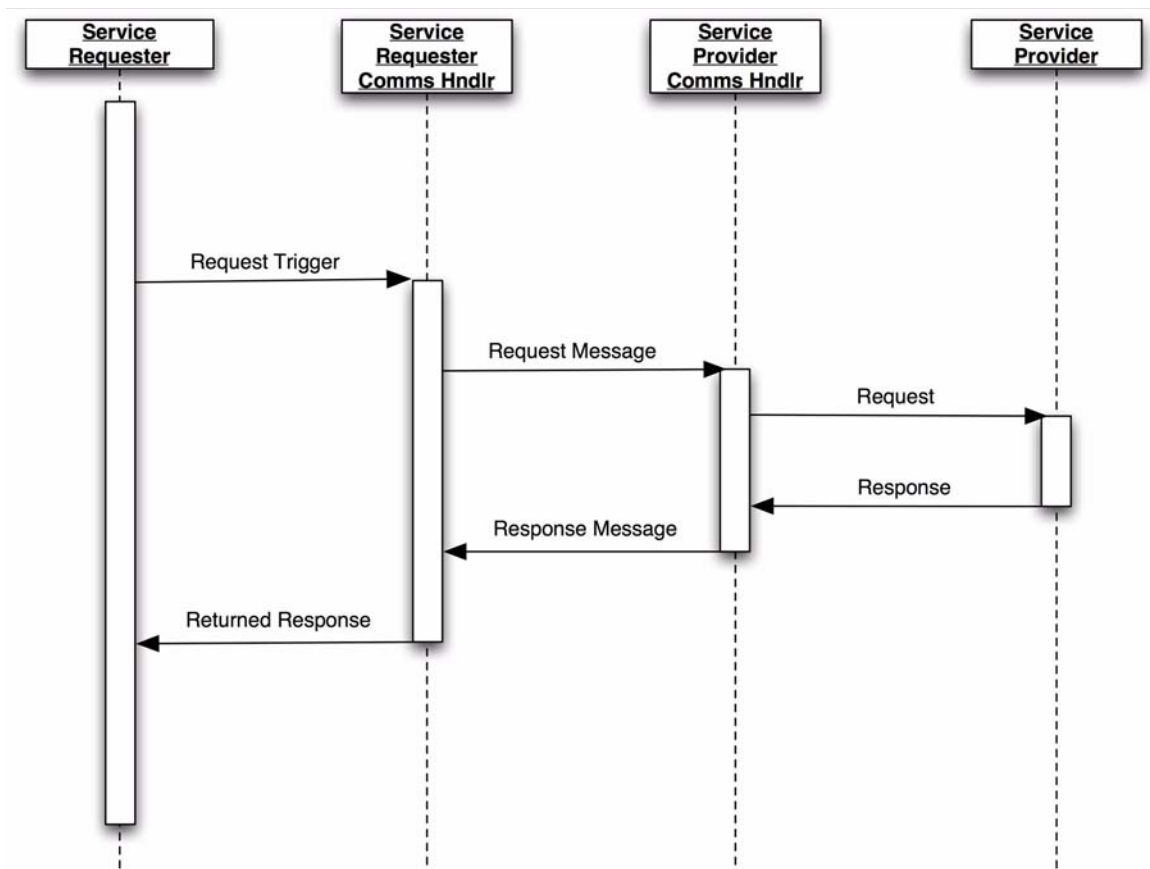 Service
Requester
Service
Requester
Comms Hndlr
Service
Provider
Comms Hndlr
Service
Provider
Request Trigger
Request Message
Request
Response
Response Message
Returned Response